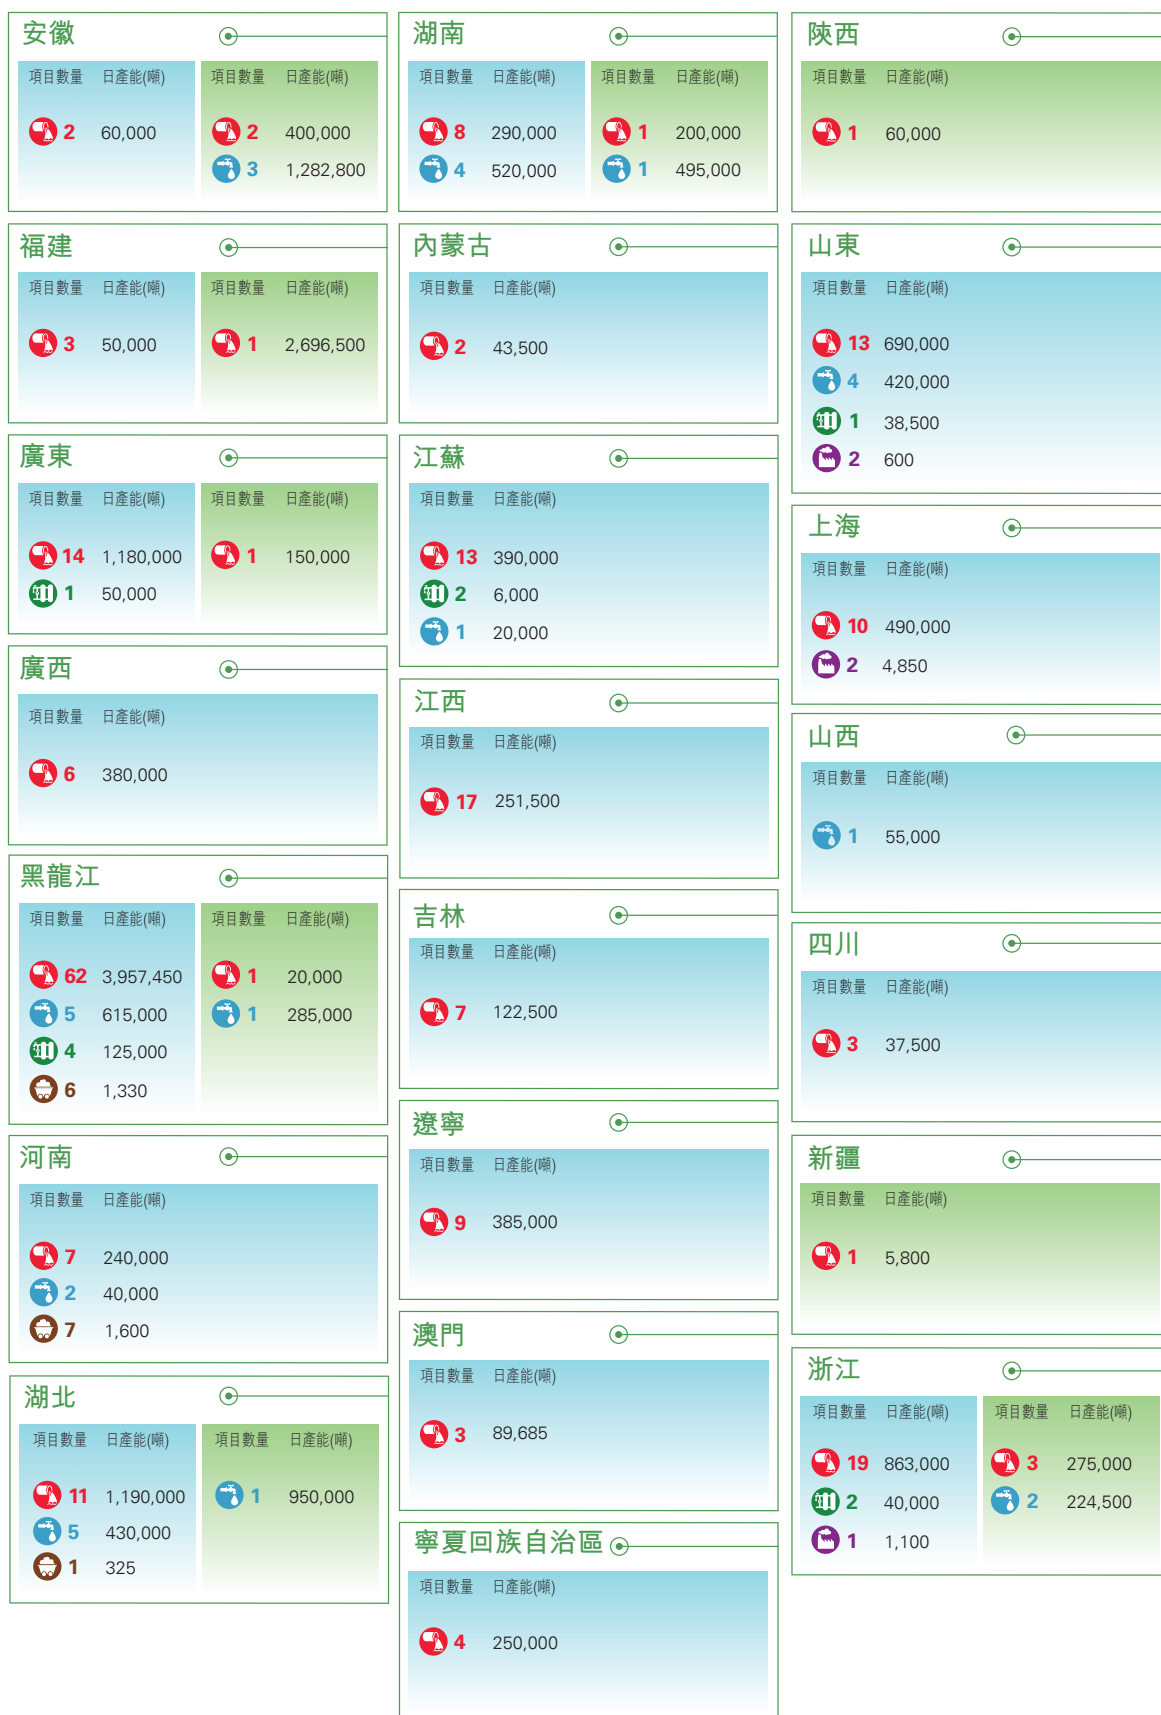 安徽
項目數量 日產能(噸) 項目數量 日產能(噸)
2 60,000 2 400,000
3 1,282,800
福建
項目數量 日產能(噸) 項目數量 日產能(噸)
3 50,000 1 2,696,500
廣東
項目數量 日產能(噸) 項目數量 日產能(噸)
14 1,180,000 1 150,000
1 50,000
廣西
項目數量 日產能(噸)
6 380,000
黑龍江
項目數量 日產能(噸) 項目數量 日產能(噸)
62 3,957,450 1 20,000
5 615,000 1 285,000
4 125,000
6 1,330
河南
項目數量 日產能(噸)
7 240,000
2 40,000
7 1,600
湖北
項目數量 日產能(噸) 項目數量 日產能(噸)
11 1,190,000 1 950,000
5 430,000
1 325
湖南
項目數量 日產能(噸) 項目數量 日產能(噸)
8 290,000 1 200,000
4 520,000 1 495,000
內蒙古
項目數量 日產能(噸)
2 43,500
江蘇
項目數量 日產能(噸)
13 390,000
2 6,000
1 20,000
江西
項目數量 日產能(噸)
17 251,500
吉林
項目數量 日產能(噸)
7 122,500
遼寧
項目數量 日產能(噸)
9 385,000
澳門
項目數量 日產能(噸)
3 89,685
寧夏回族自治區
項目數量 日產能(噸)
4 250,000
陝西
項目數量 日產能(噸)
1 60,000
山東
項目數量 日產能(噸)
13 690,000
4 420,000
1 38,500
2 600
上海
項目數量 日產能(噸)
10 490,000
2 4,850
山西
項目數量 日產能(噸)
1 55,000
四川
項目數量 日產能(噸)
3 37,500
新疆
項目數量 日產能(噸)
1 5,800
浙江
項目數量 日產能(噸) 項目數量 日產能(噸)
19 863,000 3 275,000
2 40,000 2 224,500
1 1,100